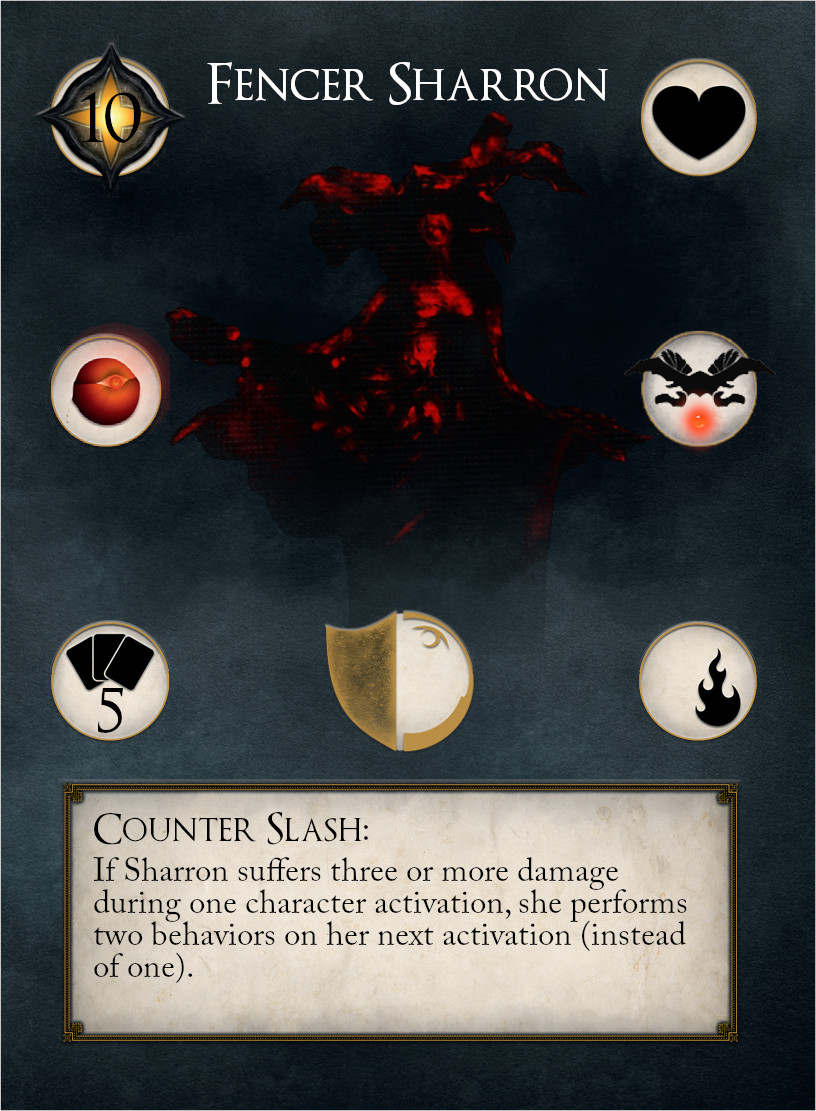 10
Fencer Sharron
5
Counter Slash:
If Sharron suffers three or more damage
during one character activation, she performs
two behaviors on her next activation (instead
of one).